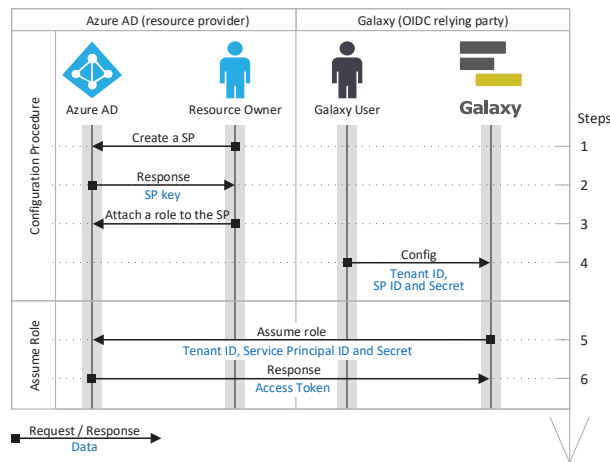 Azure AD (resource provider)
Galaxy (OIDC relying party)
Azure AD
Resource Owner
Galaxy User
Galaxy
Steps
Configuration Procedure
Create a SP
1
Response
SP key
2
Attach a role to the SP
3
Config
Tenant ID,
SP ID and Secret
4
Assume Role
Assume role
Tenant ID, Service Principal ID and Secret
5
Response
Access Token
6
Request / Response
Data